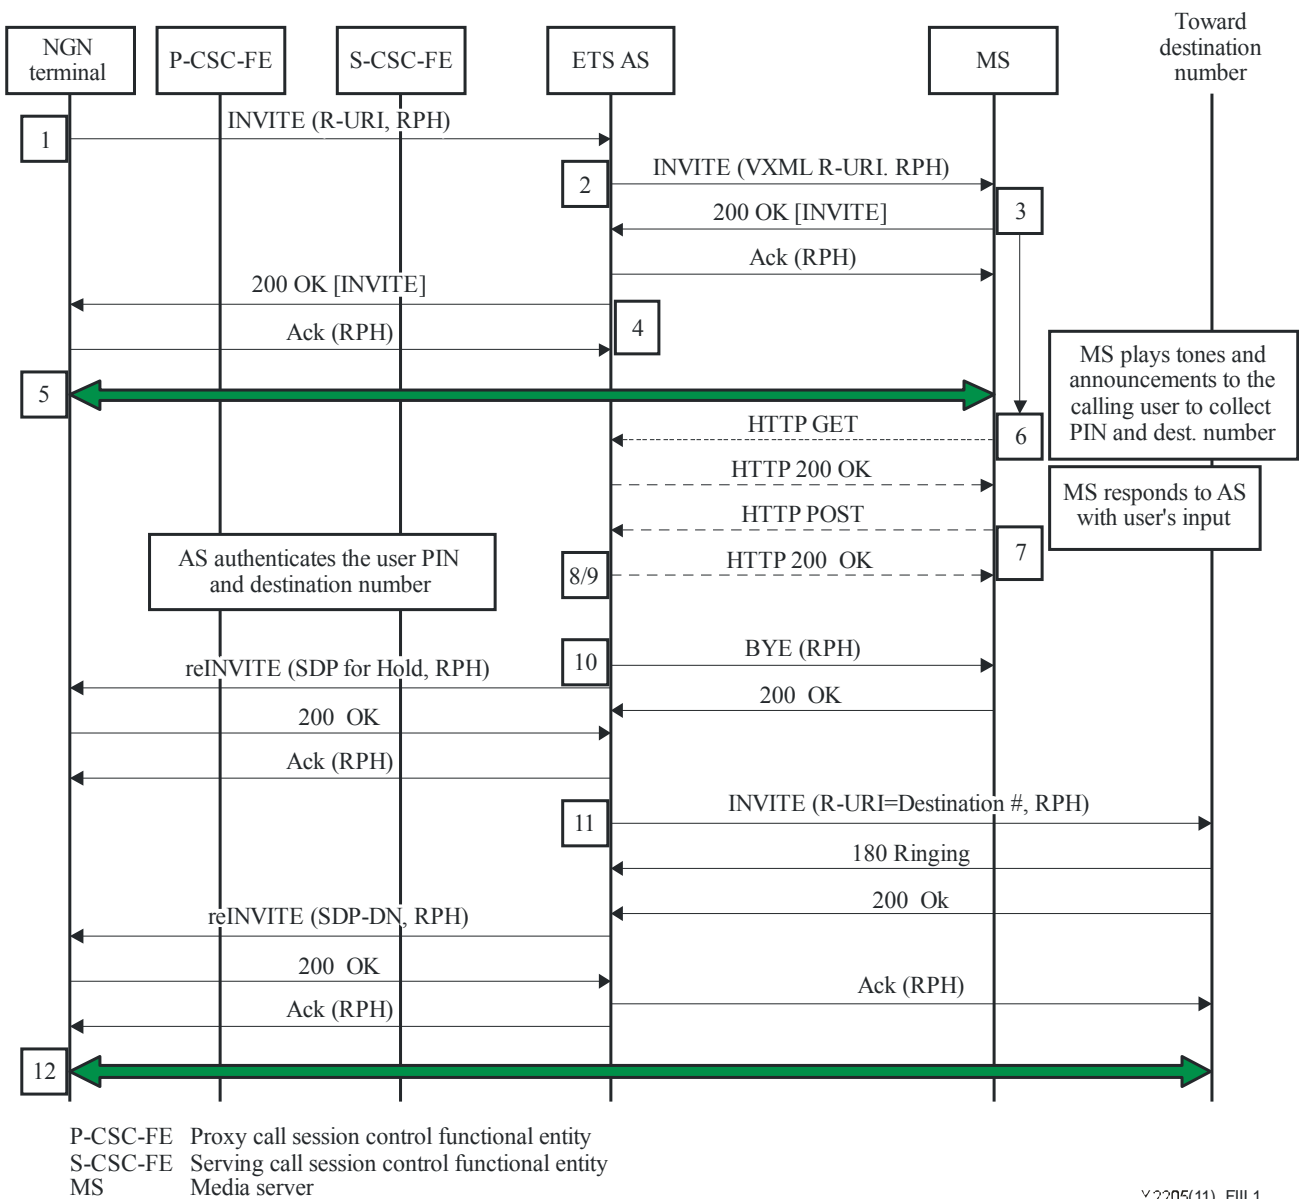 Toward
destination
number
NGN
terminal
P-CSC-FE
S-CSC-FE
ETS AS
MS
1
INVITE (R-URI, RPH)
2
INVITE (VXML R-URI. RPH)
3
200 OK [INVITE]
Ack (RPH)
200 OK [INVITE]
4
Ack (RPH)
MS plays tones and
announcements to the
calling user to collect
PIN and dest. number
5
HTTP GET
6
HTTP 200 OK
MS responds to AS
with user's input
HTTP POST
7
AS authenticates the user PIN
and destination number
8/9
HTTP 200 OK
10
BYE (RPH)
reINVITE (SDP for Hold, RPH)
200 OK
200 OK
Ack (RPH)
11
INVITE (R-URI=Destination #, RPH)
180 Ringing
200 Ok
reINVITE (SDP-DN, RPH)
200 OK
Ack (RPH)
Ack (RPH)
12
P-CSC-FE Proxy call session control functional entity
S-CSC-FE Serving call session control functional entity
MS Media server
Y.2205(11)_FIII.1